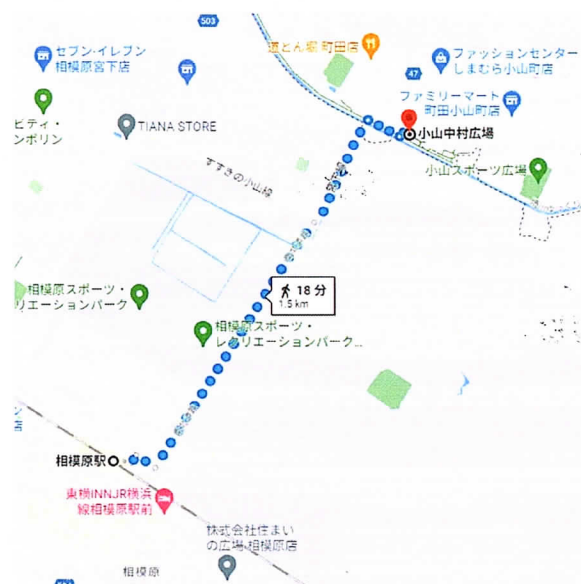 503
セブン-イレブン
相模原宮下店
道とん堀 町田店
ファッションセンター
しまむら小山町店
47
ファミリーマート
町田小山町店
ビティ・
ンポリン
TIANA STORE
小山中村広場
小山スポーツ広場
すすきの小山線
18 分
1.5 km
相模原スポーツ・
リエーションパーク
相模原スポーツ・
レクリエーションパーク...
ン
店
相模原駅
東横INNJR横浜
線相模原駅前
株式会社住まい
の広場-相模原店
相模原